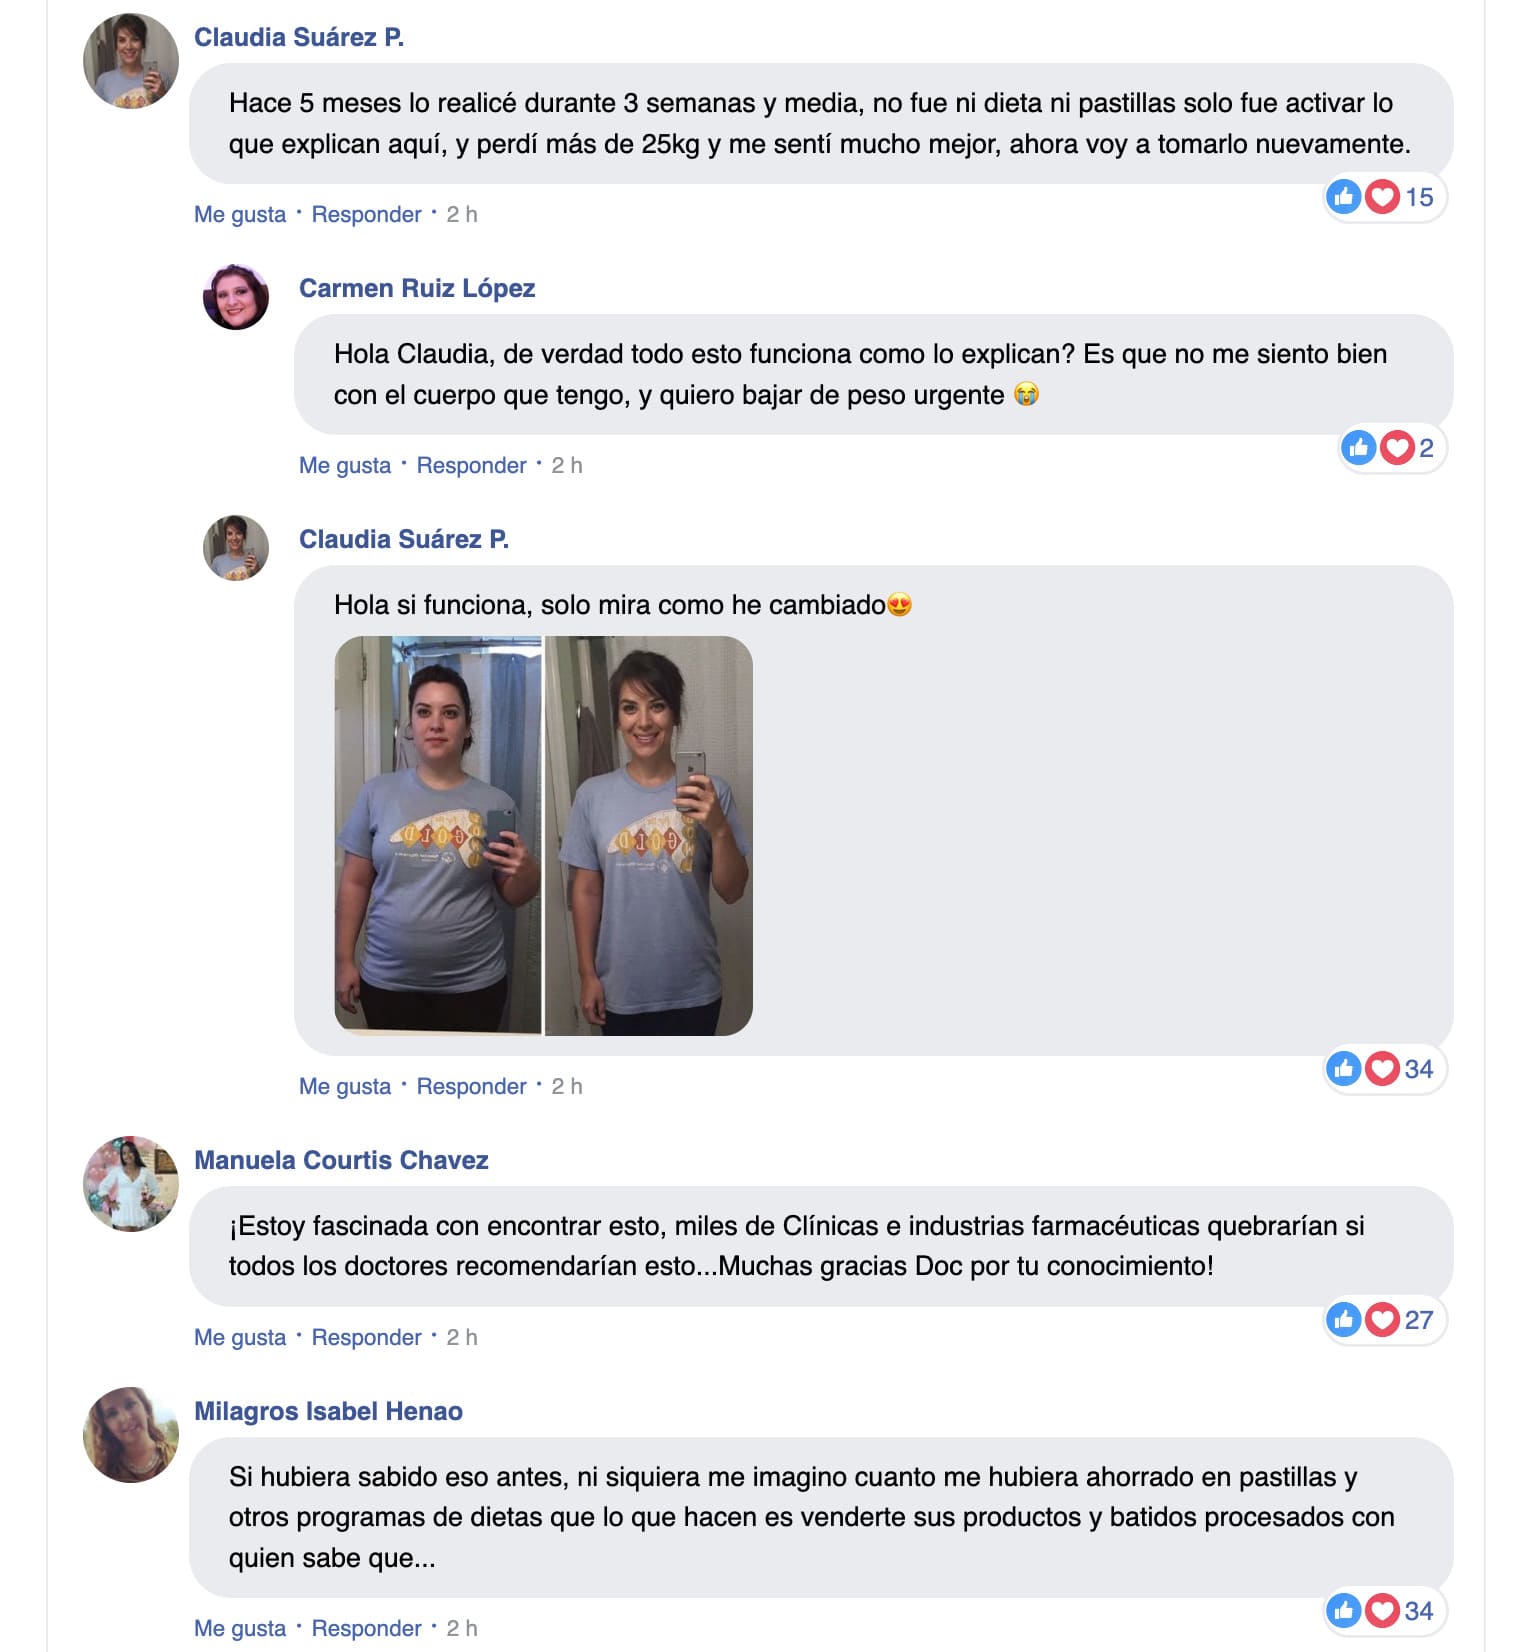 Claudia Suárez P.
Hace 5 meses lo realicé durante 3 semanas y media, no fue ni dieta ni pastillas solo fue activar lo
que explican aquí, y perdí más de 25kg y me sentí mucho mejor, ahora voy a tomarlo nuevamente.
15
Me gusta · Responder · 2 h
Carmen Ruiz López
Hola Claudia, de verdad todo esto funciona como lo explican? Es que no me siento bien
con el cuerpo que tengo, y quiero bajar de peso urgente 😭
2
Me gusta · Responder · 2 h
Claudia Suárez P.
Hola si funciona, solo mira como he cambiado😍
GOLD
GOLD
34
Me gusta · Responder · 2 h
Manuela Courtis Chavez
¡Estoy fascinada con encontrar esto, miles de Clínicas e industrias farmacéuticas quebrarían si
todos los doctores recomendarían esto...Muchas gracias Doc por tu conocimiento!
27
Me gusta · Responder · 2 h
Milagros Isabel Henao
Si hubiera sabido eso antes, ni siquiera me imagino cuanto me hubiera ahorrado en pastillas y
otros programas de dietas que lo que hacen es venderte sus productos y batidos procesados con
quien sabe que...
34
Me gusta · Responder · 2 h